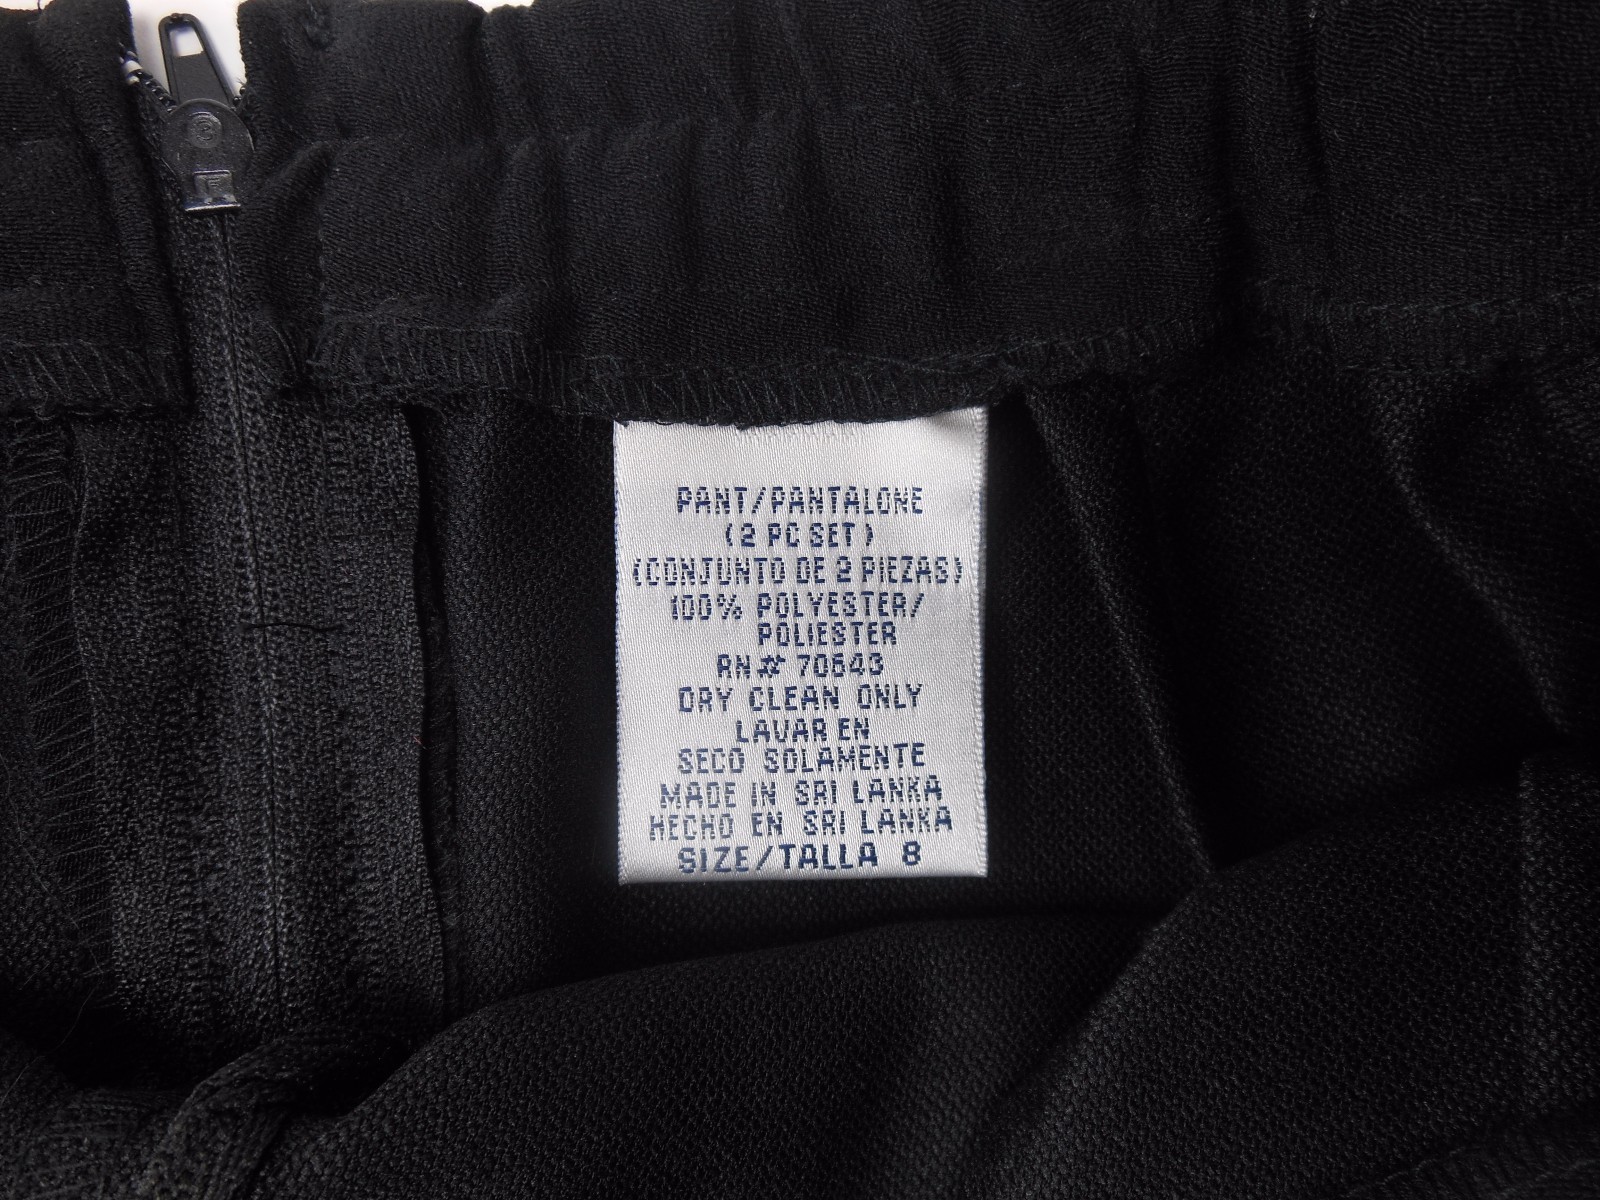 PANT/PANTALONE
(2 PC SET)
(CONJUNTO DE 2 PIEZAS)
100% POLYESTER/
POLIESTER
RN# 70643
DRY CLEAN ONLY
LAVAR EN
SECO SOLAMENTE
MADE IN SRI LANKA
HECHO EN SRI LANKA
SIZE/TALLA 8